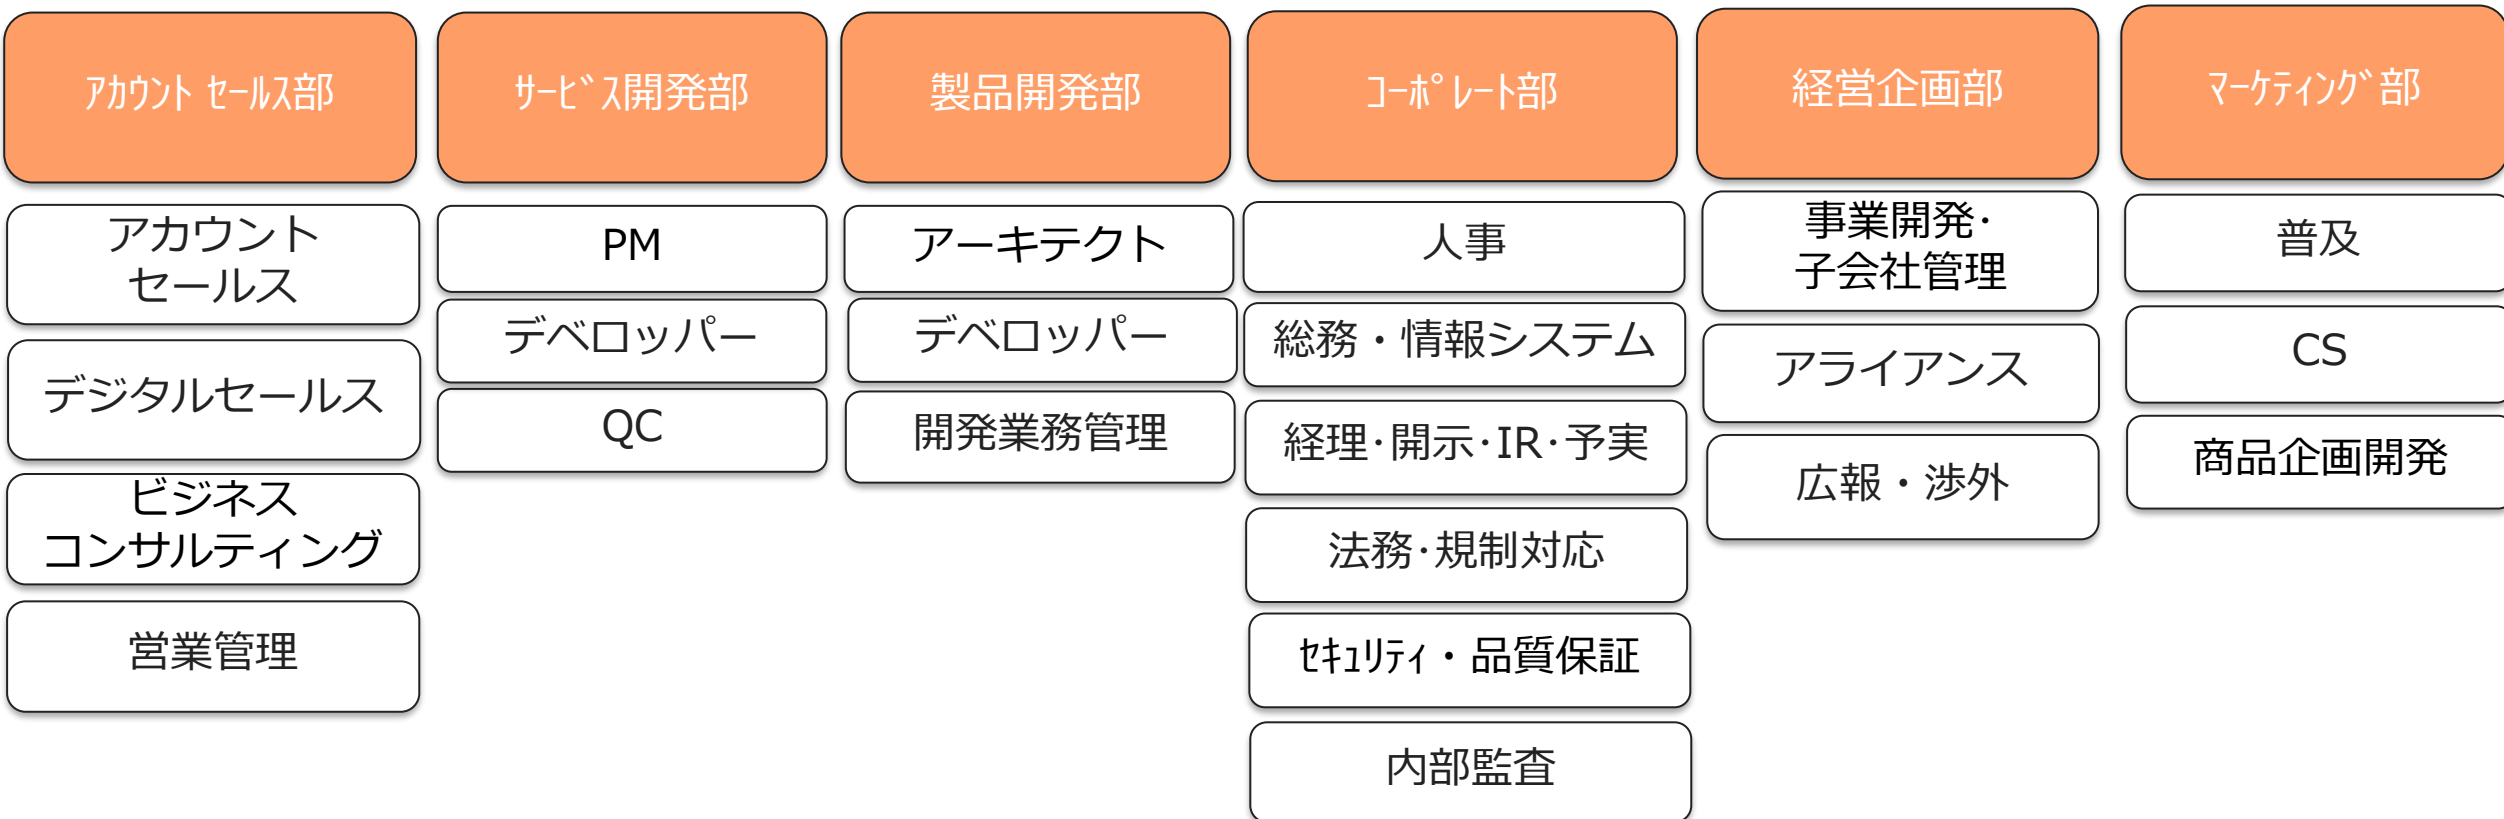 ｱｶｳﾝﾄ ｾｰﾙｽ部
ｻｰﾋﾞｽ開発部
製品開発部
ｺｰﾎﾟﾚｰﾄ部
経営企画部
ﾏｰｹﾃｨﾝｸﾞ部
アカウント
セールス
デジタルセールス
ビジネス
コンサルティング
営業管理
PM
デベロッパー
QC
アーキテクト
デベロッパー
開発業務管理
人事
総務・情報システム
経理･開示･IR･予実
法務･規制対応
ｾｷｭﾘﾃｨ・品質保証
内部監査
事業開発･
子会社管理
アライアンス
広報・渉外
普及
CS
商品企画開発